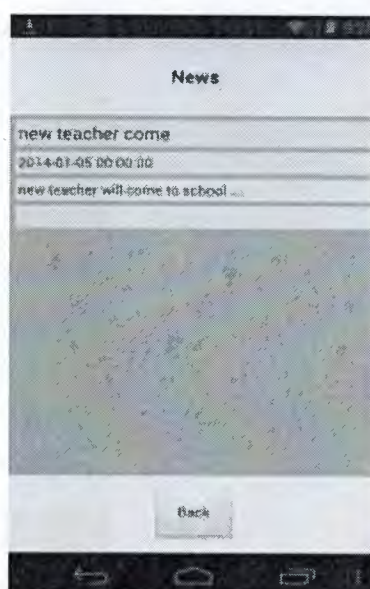 News
new teacher come
2014-01-05 00:00:00
new teacher will come to school ...
Back